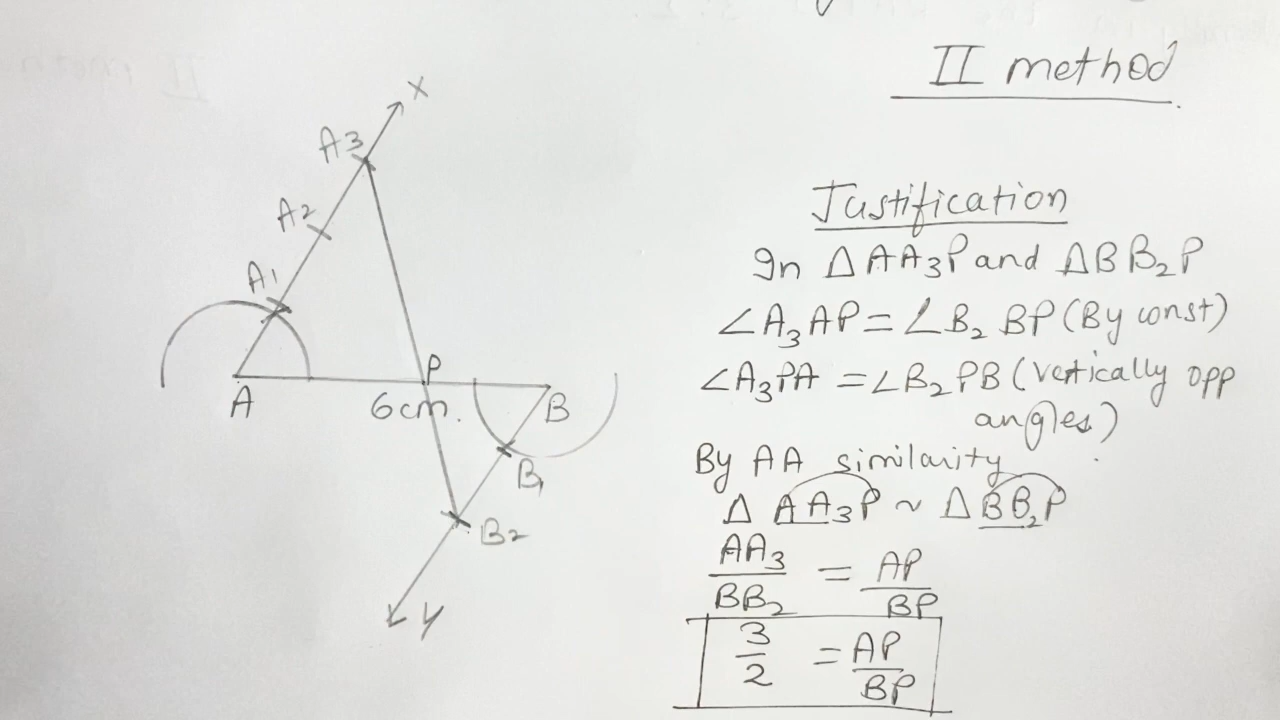 II method
X
A3
A2
A1
A
6cm.
P
B
B1
B2
Y
Justification
In Δ AA3P and ΔBB2P
∠A3AP = ∠B2BP (By const)
∠A3PA = ∠B2PB (Vertically opp
angles)
By AA similarity
Δ AA3P ~ Δ BB2P
AA3/BB2 = AP/BP
3/2 = AP/BP